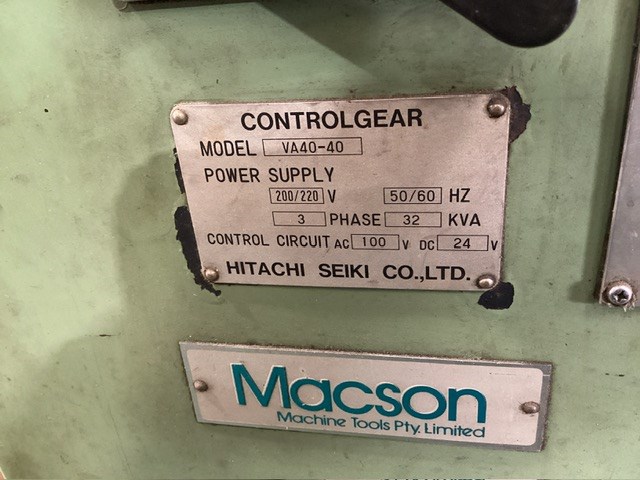 CONTROLGEAR
MODEL VA40-40
POWER SUPPLY
200/220 V 50/60 HZ
3 PHASE 32 KVA
CONTROL CIRCUIT AC 100 V DC 24 V
HITACHI SEIKI CO.,LTD.
Macson
Machine Tools Pty. Limited